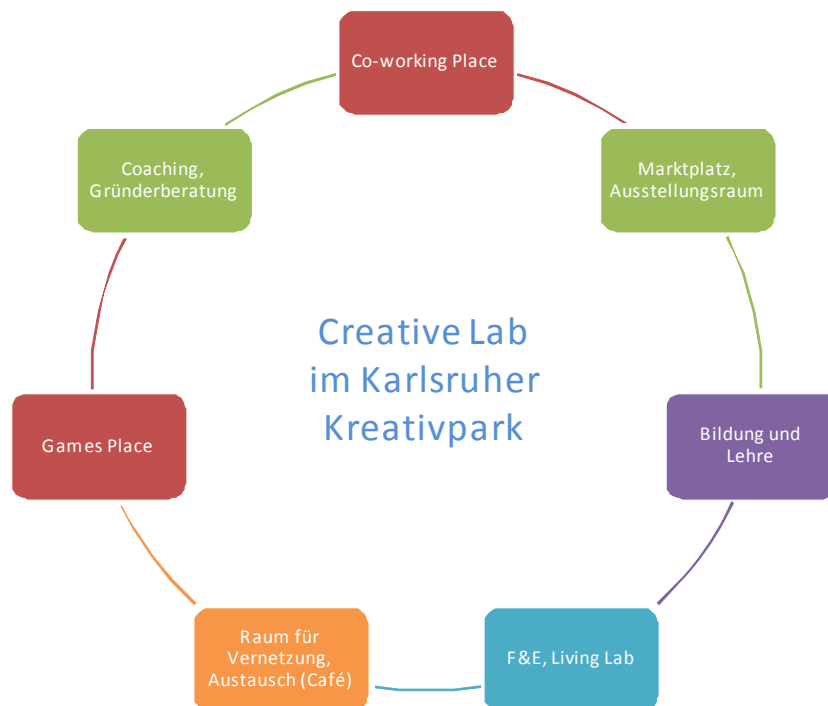 Co-working Place
Coaching,
Gründerberatung
Marktplatz,
Ausstellungsraum
Creative Lab
im Karlsruher
Kreativpark
Games Place
Bildung und
Lehre
Raum für
Vernetzung,
Austausch (Café)
F&E, Living Lab